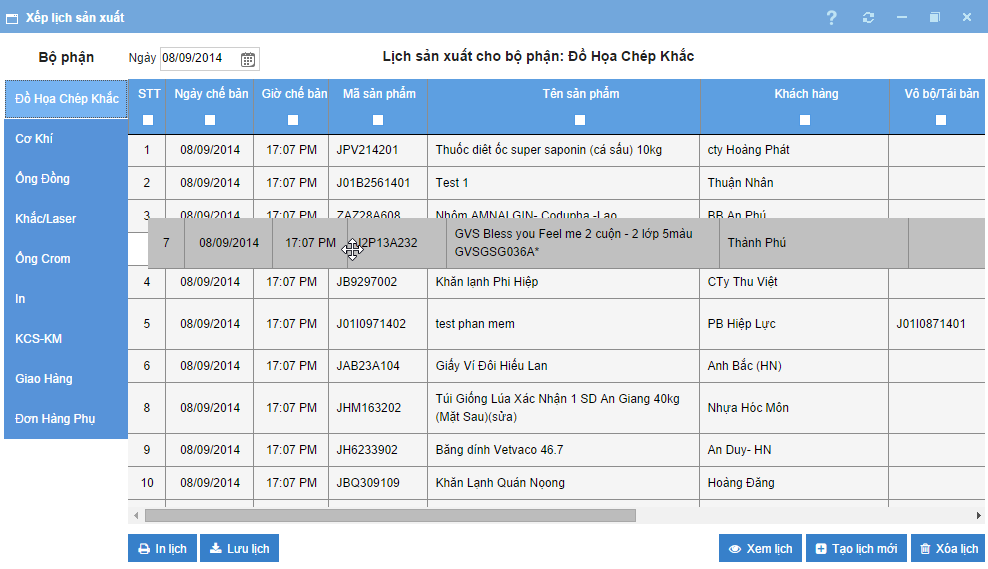 Xếp lịch sản xuất
Bộ phận
Ngày 08/09/2014
Lịch sản xuất cho bộ phận: Đồ Họa Chép Khắc
Đồ Họa Chép Khắc
Cơ Khí
Ống Đồng
Khắc/Laser
Ống Crom
In
KCS-KM
Giao Hàng
Đơn Hàng Phụ
STT Ngày chế bản Giờ chế bản Mã sản phẩm Tên sản phẩm Khách hàng Vô bộ/Tái bản
1 08/09/2014 17:07 PM JPV214201 Thuốc diêt ốc super saponin (cá sấu) 10kg cty Hoàng Phát
2 08/09/2014 17:07 PM J01B2561401 Test 1 Thuận Nhân
3 08/09/2014 17:07 PM ZAZ28A608 Nhôm AMNALGIN- Codupha -Lao BB An Phú
7 08/09/2014 17:07 PM J2P13A232 GVS Bless you Feel me 2 cuộn - 2 lớp 5màu
GVSGSG036A* Thành Phú
4 08/09/2014 17:07 PM JB9297002 Khăn lạnh Phi Hiệp CTy Thu Việt
5 08/09/2014 17:07 PM J01I0971402 test phan mem PB Hiệp Lực J01I0871401
6 08/09/2014 17:07 PM JAB23A104 Giấy Ví Đôi Hiếu Lan Anh Bắc (HN)
8 08/09/2014 17:07 PM JHM163202 Túi Giống Lúa Xác Nhận 1 SD An Giang 40kg
(Mặt Sau)(sửa) Nhựa Hóc Môn
9 08/09/2014 17:07 PM JH6233902 Băng dính Vetvaco 46.7 An Duy- HN
10 08/09/2014 17:07 PM JBQ309109 Khăn Lạnh Quán Nọong Hoàng Đăng
In lịch
Lưu lịch
Xem lịch
Tạo lịch mới
Xóa lịch